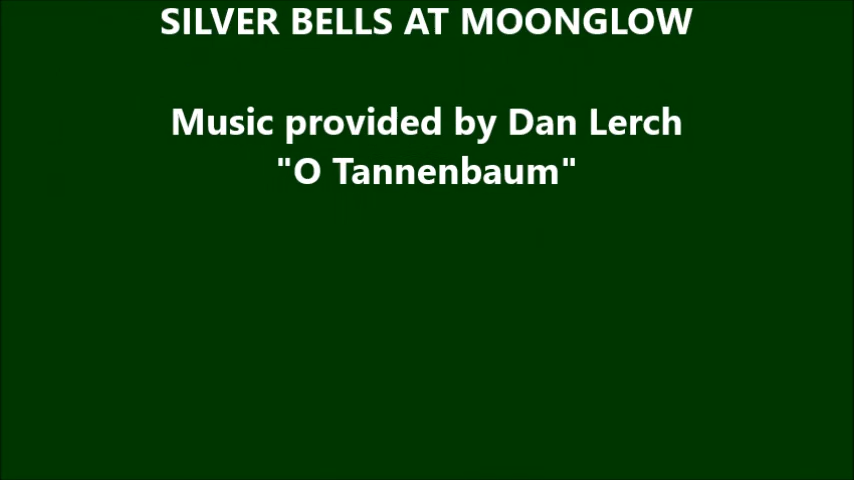 SILVER BELLS AT MOONGLOW
Music provided by Dan Lerch
"O Tannenbaum"